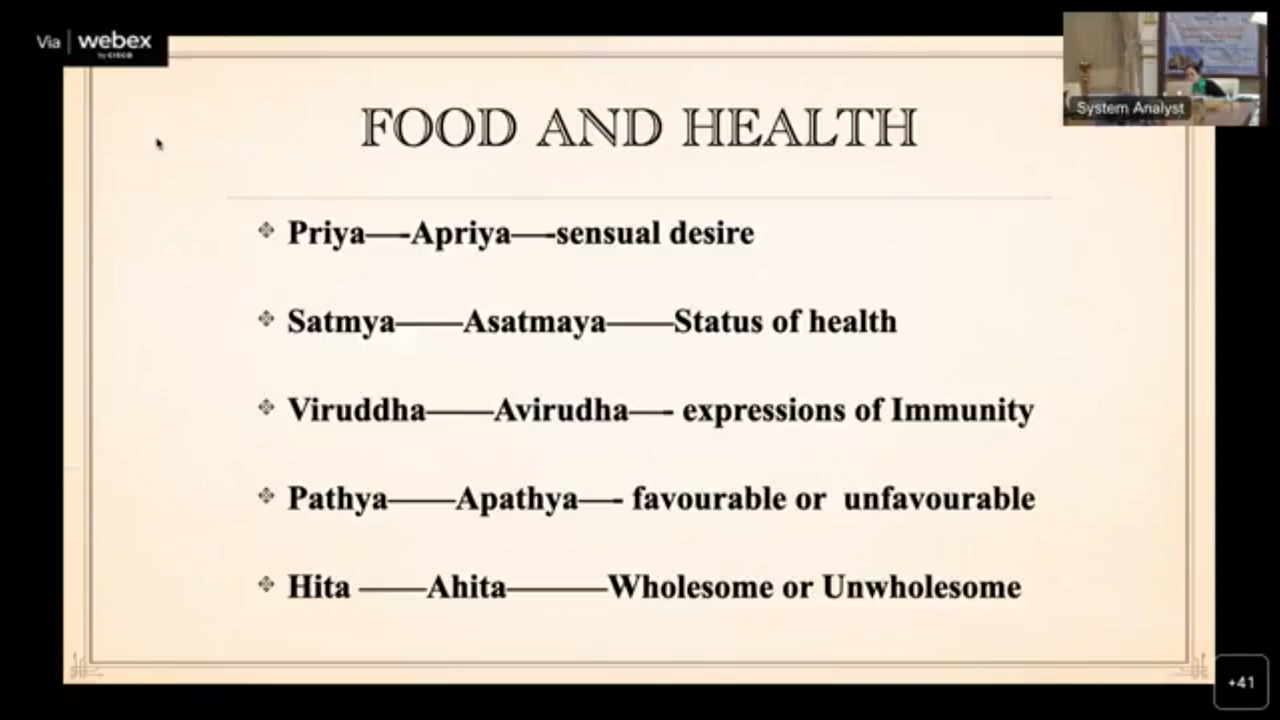 Via webex
by CISCO
System Analyst
FOOD AND HEALTH
Priya—-Apriya—-sensual desire
Satmya——Asatmaya——Status of health
Viruddha——Avirudha—- expressions of Immunity
Pathya——Apathya—- favourable or unfavourable
Hita ——Ahita———Wholesome or Unwholesome
+41